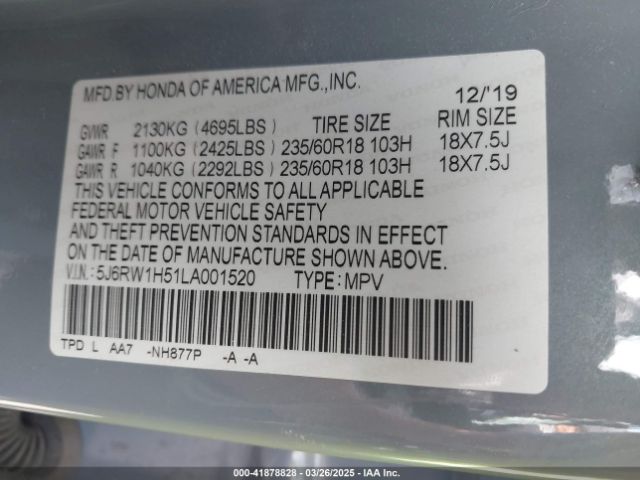 MFD.BY HONDA OF AMERICA MFG.,INC.
12/'19
GVWR 2130KG (4695LBS) TIRE SIZE RIM SIZE
GAWR F 1100KG (2425LBS) 235/60R18 103H 18X7.5J
GAWR R 1040KG (2292LBS) 235/60R18 103H 18X7.5J
THIS VEHICLE CONFORMS TO ALL APPLICABLE
FEDERAL MOTOR VEHICLE SAFETY
AND THEFT PREVENTION STANDARDS IN EFFECT
ON THE DATE OF MANUFACTURE SHOWN ABOVE.
V.I.N.: 5J6RW1H51LA001520 TYPE: MPV
TPD L AA7 -NH877P -A -A
000-41878828 — 03/26/2025 — IAA Inc.